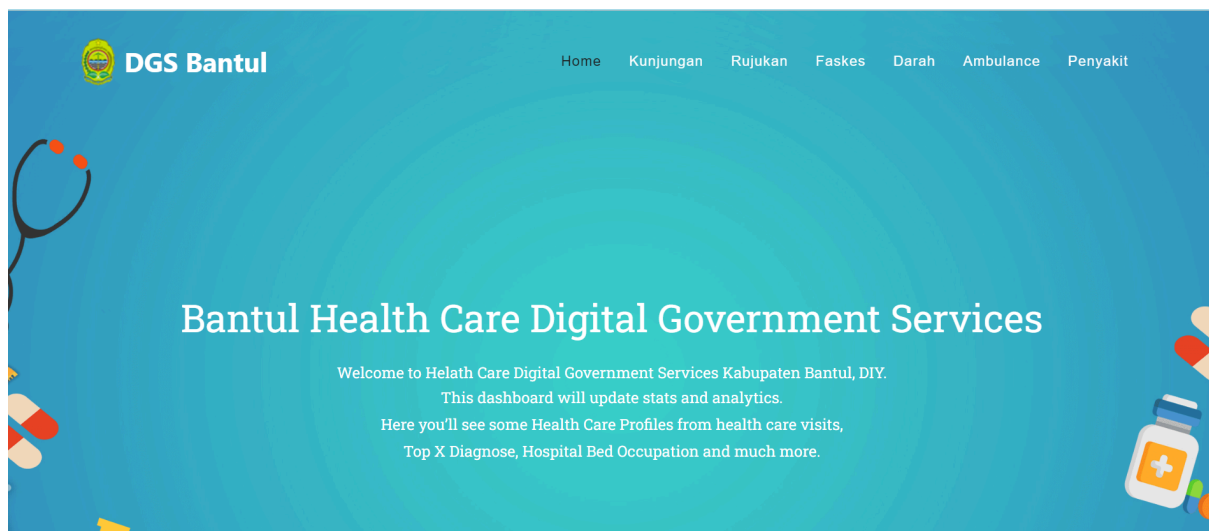 DGS Bantul
Home Kunjungan Rujukan Faskes Darah Ambulance Penyakit
Bantul Health Care Digital Government Services
Welcome to Helath Care Digital Government Services Kabupaten Bantul, DIY.
This dashboard will update stats and analytics.
Here you'll see some Health Care Profiles from health care visits,
Top X Diagnose, Hospital Bed Occupation and much more.